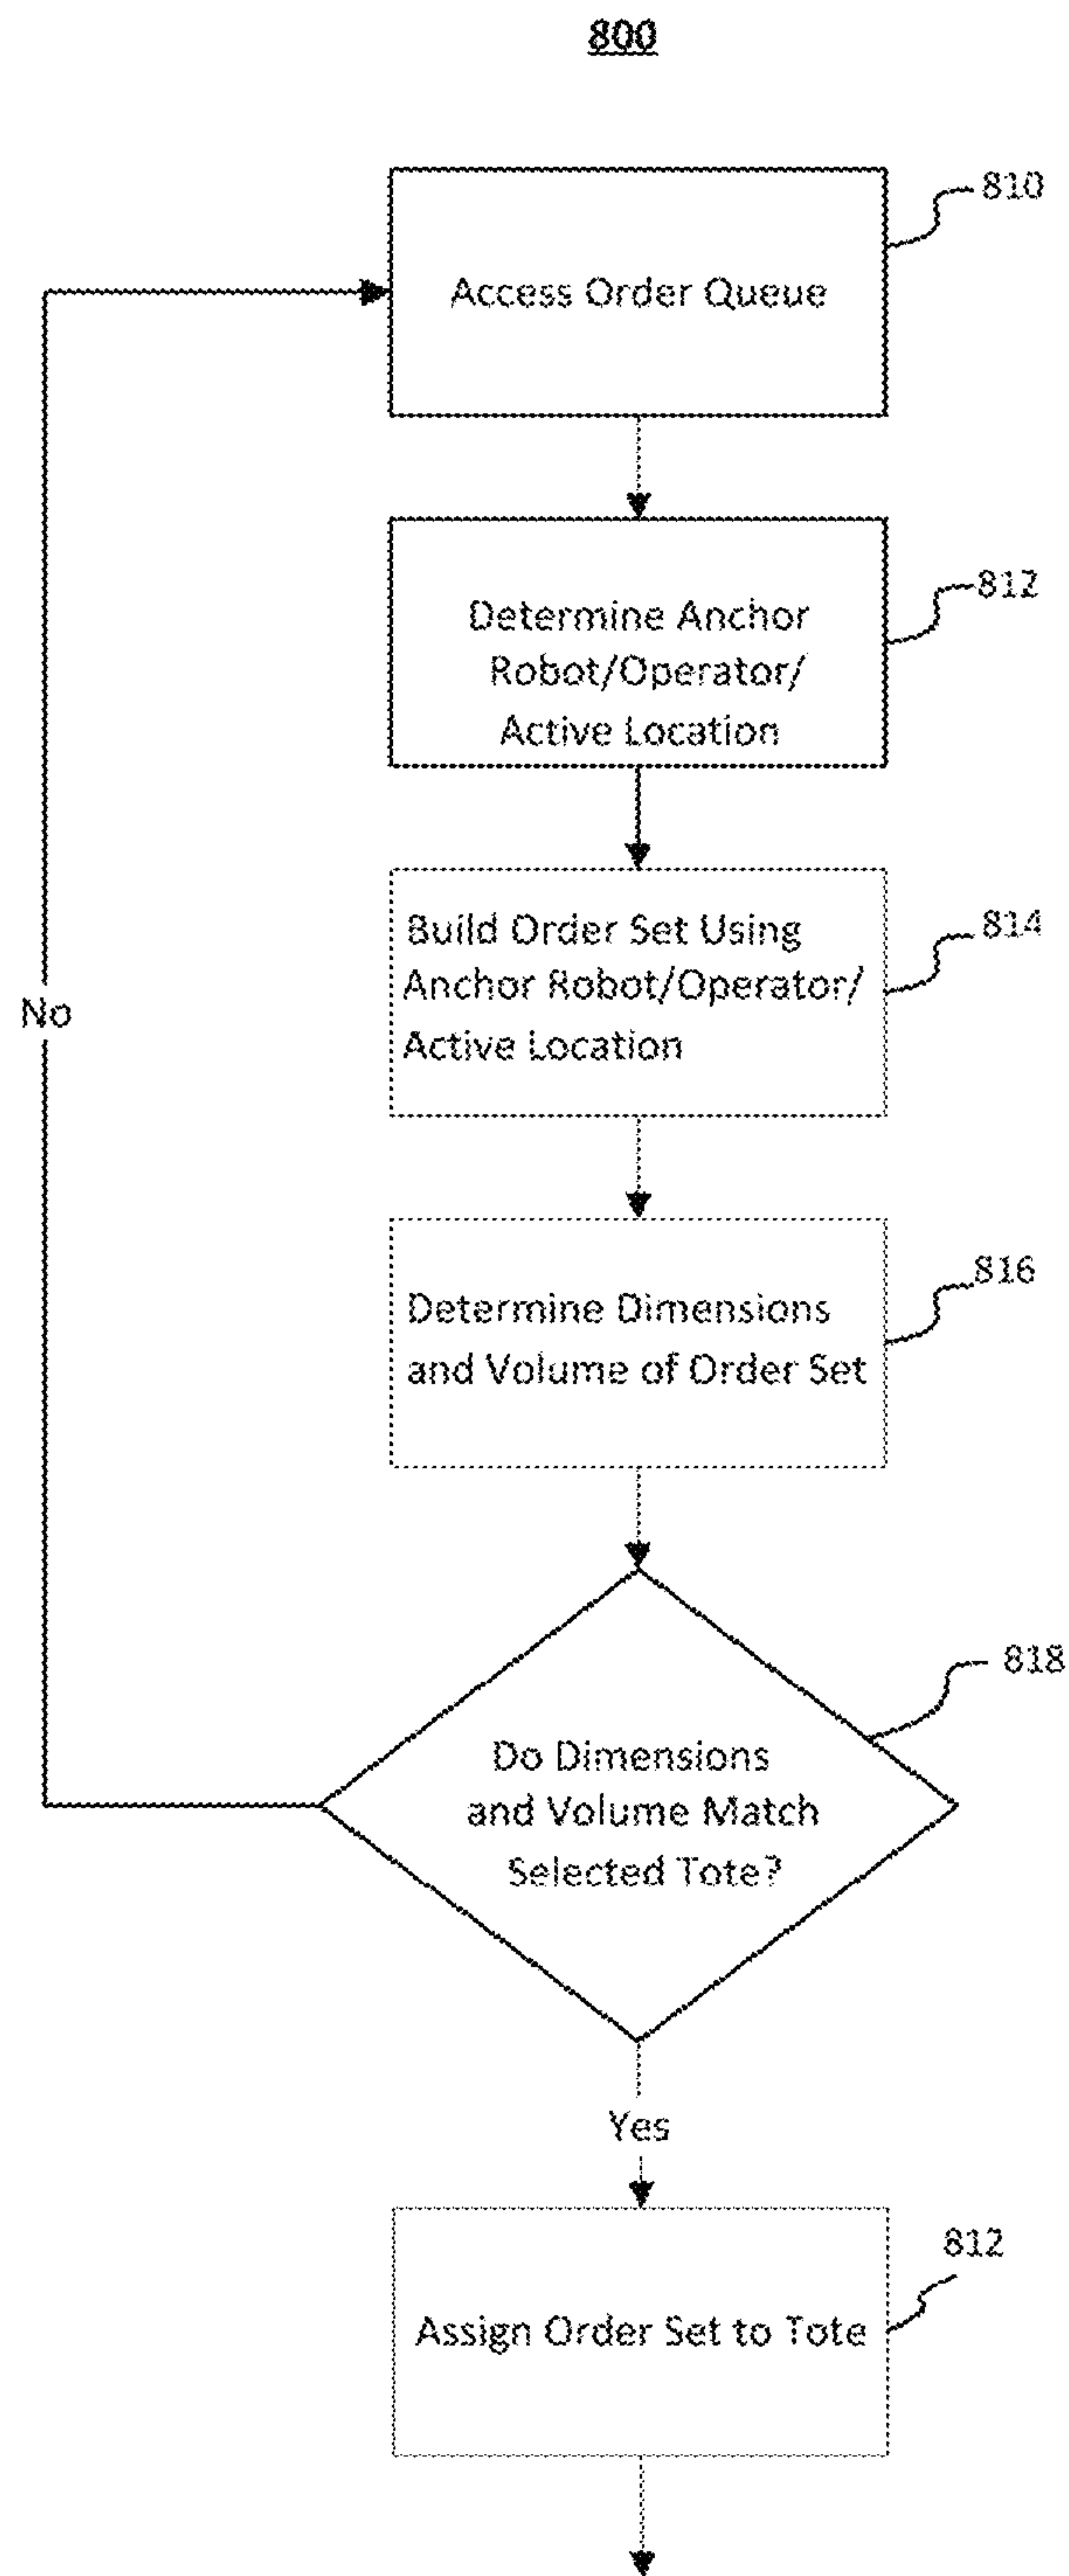 800
810
Access Order Queue
812
Determine Anchor
Robot/Operator/
Active Location
814
Build Order Set Using
Anchor Robot/Operator/
Active Location
816
Determine Dimensions
and Volume of Order Set
No
818
Do Dimensions
and Volume Match
Selected Tote?
Yes
812
Assign Order Set to Tote